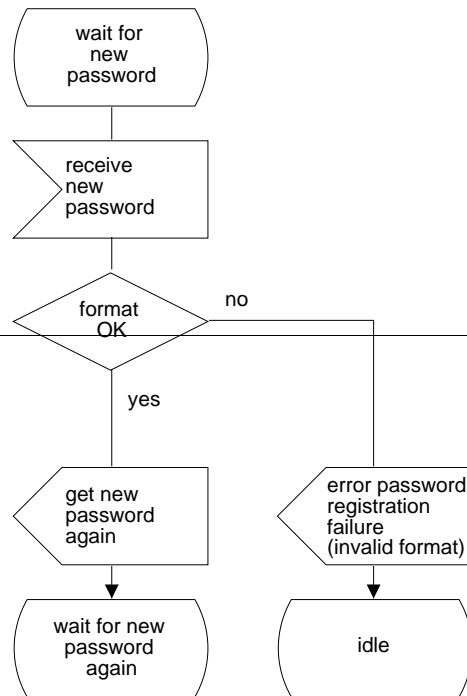 wait for
new
password
receive
new
password
format
OK
no
yes
get new
password
again
error password
registration
failure
(invalid format)
wait for new
password
again
idle